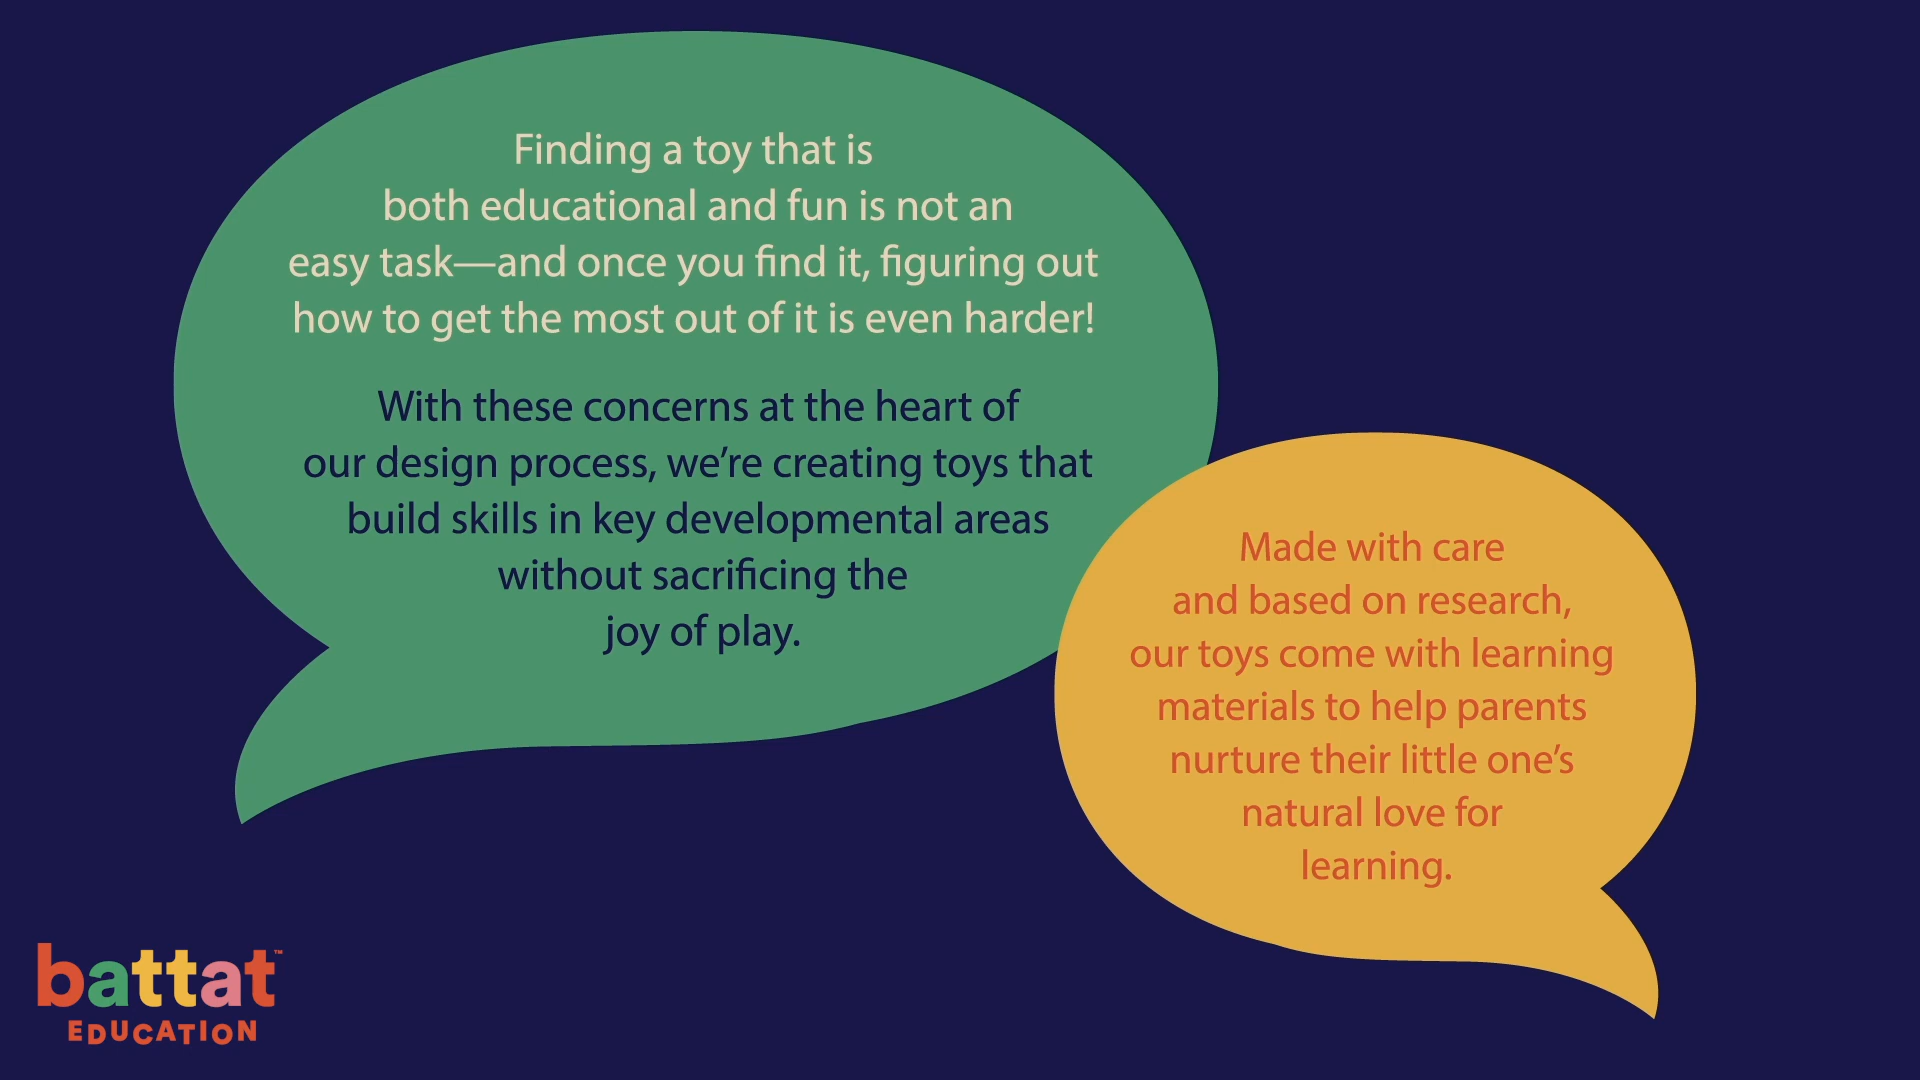 Finding a toy that is
both educational and fun is not an
easy task—and once you find it, figuring out
how to get the most out of it is even harder!
With these concerns at the heart of
our design process, we’re creating toys that
build skills in key developmental areas
without sacrificing the
joy of play.
Made with care
and based on research,
our toys come with learning
materials to help parents
nurture their little one’s
natural love for
learning.
battat™
EDUCATION